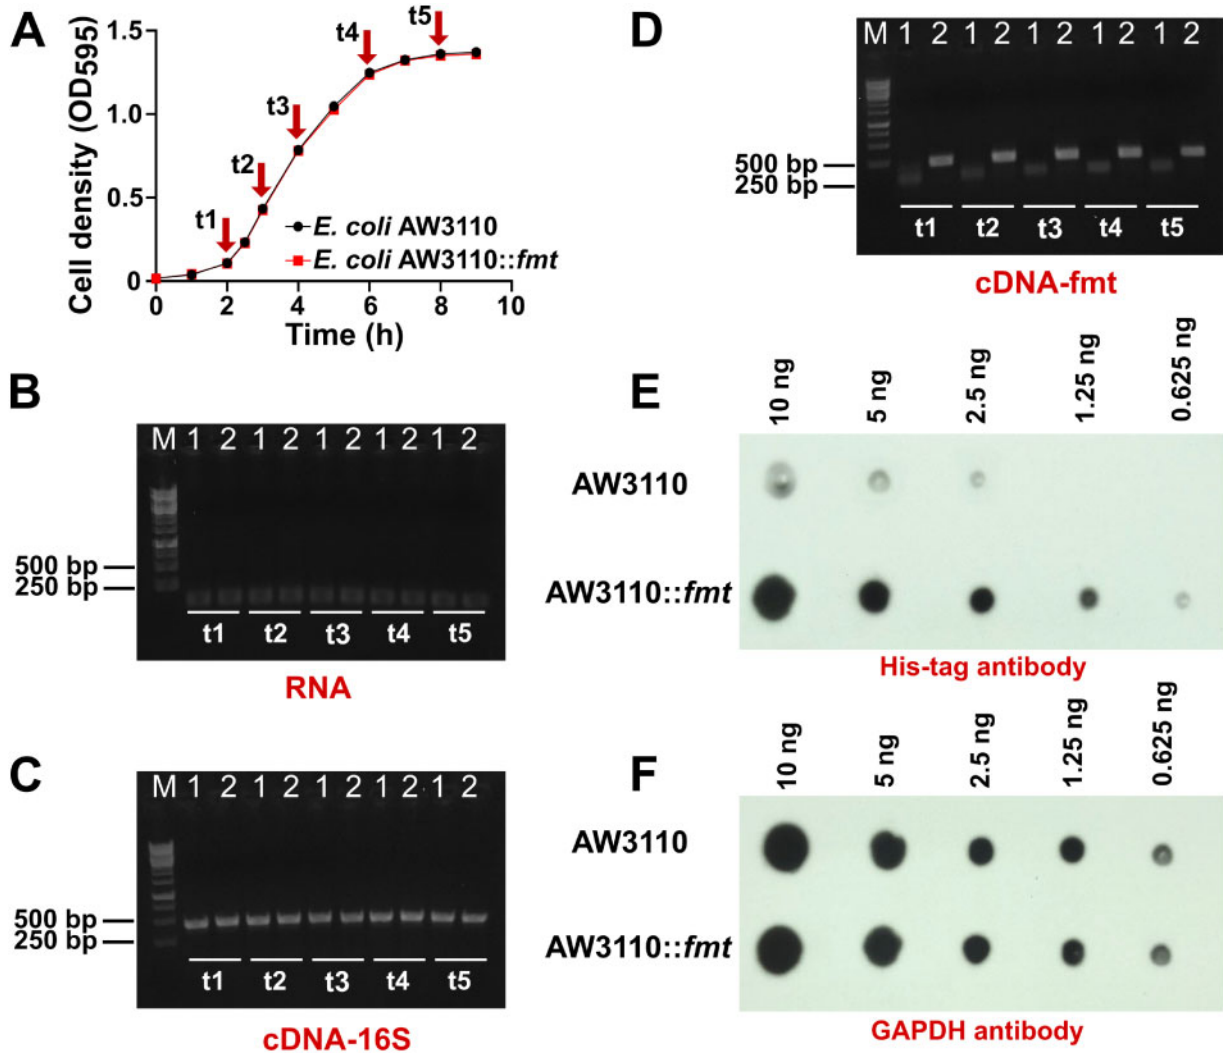 A
Cell density (OD595)
1.5
1.0
0.5
0
0 2 4 6 8 10
Time (h)
t1
t2
t3
t4
t5
E. coli AW3110
E. coli AW3110::fmt
B
M 1 2 1 2 1 2 1 2 1 2
500 bp
250 bp
t1 t2 t3 t4 t5
RNA
C
M 1 2 1 2 1 2 1 2 1 2
500 bp
250 bp
t1 t2 t3 t4 t5
cDNA-16S
D
M 1 2 1 2 1 2 1 2 1 2
500 bp
250 bp
t1 t2 t3 t4 t5
cDNA-fmt
E
10 ng 5 ng 2.5 ng 1.25 ng 0.625 ng
AW3110
AW3110::fmt
His-tag antibody
F
10 ng 5 ng 2.5 ng 1.25 ng 0.625 ng
AW3110
AW3110::fmt
GAPDH antibody